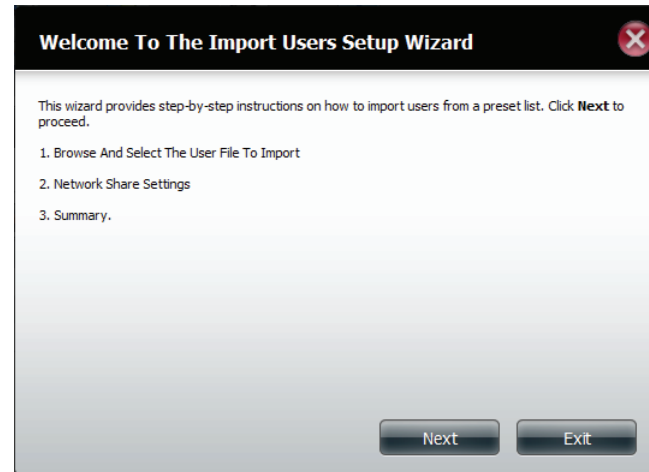 Welcome To The Import Users Setup Wizard
This wizard provides step-by-step instructions on how to import users from a preset list. Click Next to
proceed.
1. Browse And Select The User File To Import
2. Network Share Settings
3. Summary.
Next
Exit